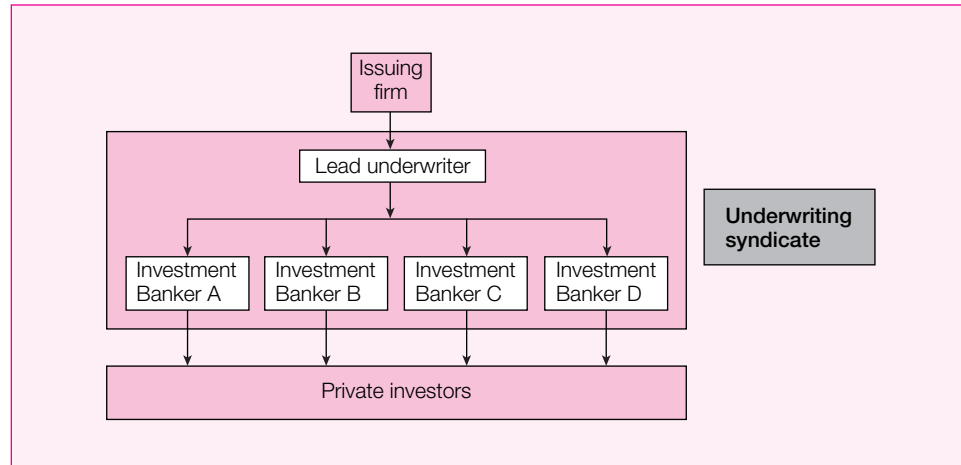 Issuing
firm
Lead underwriter
Underwriting
syndicate
Investment
Banker A
Investment
Banker B
Investment
Banker C
Investment
Banker D
Private investors